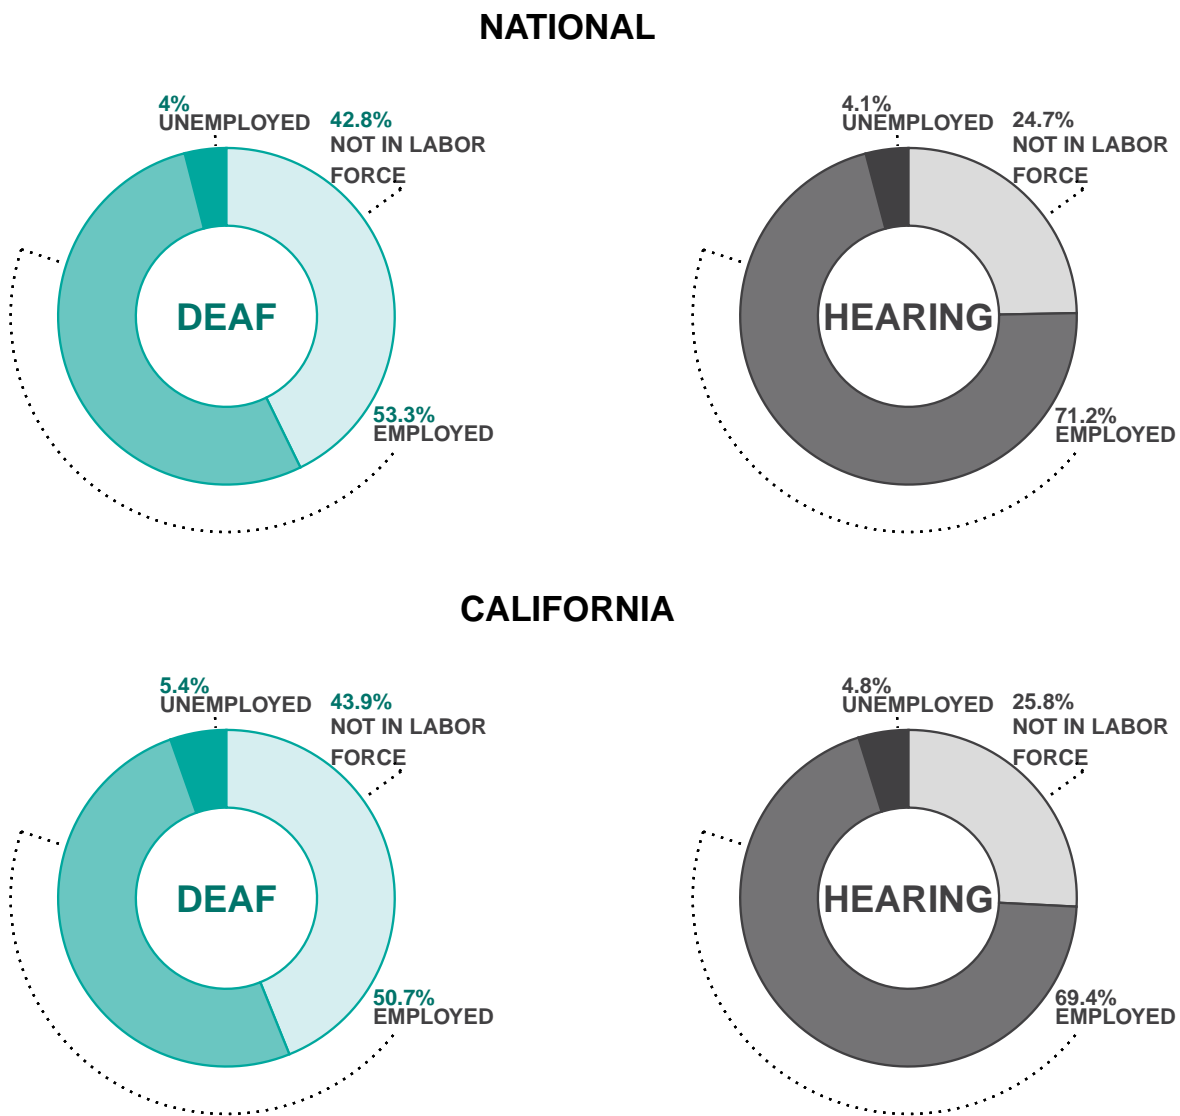 NATIONAL
4%
UNEMPLOYED
42.8%
NOT IN LABOR
FORCE
DEAF
53.3%
EMPLOYED
4.1%
UNEMPLOYED
24.7%
NOT IN LABOR
FORCE
HEARING
71.2%
EMPLOYED
CALIFORNIA
5.4%
UNEMPLOYED
43.9%
NOT IN LABOR
FORCE
DEAF
50.7%
EMPLOYED
4.8%
UNEMPLOYED
25.8%
NOT IN LABOR
FORCE
HEARING
69.4%
EMPLOYED